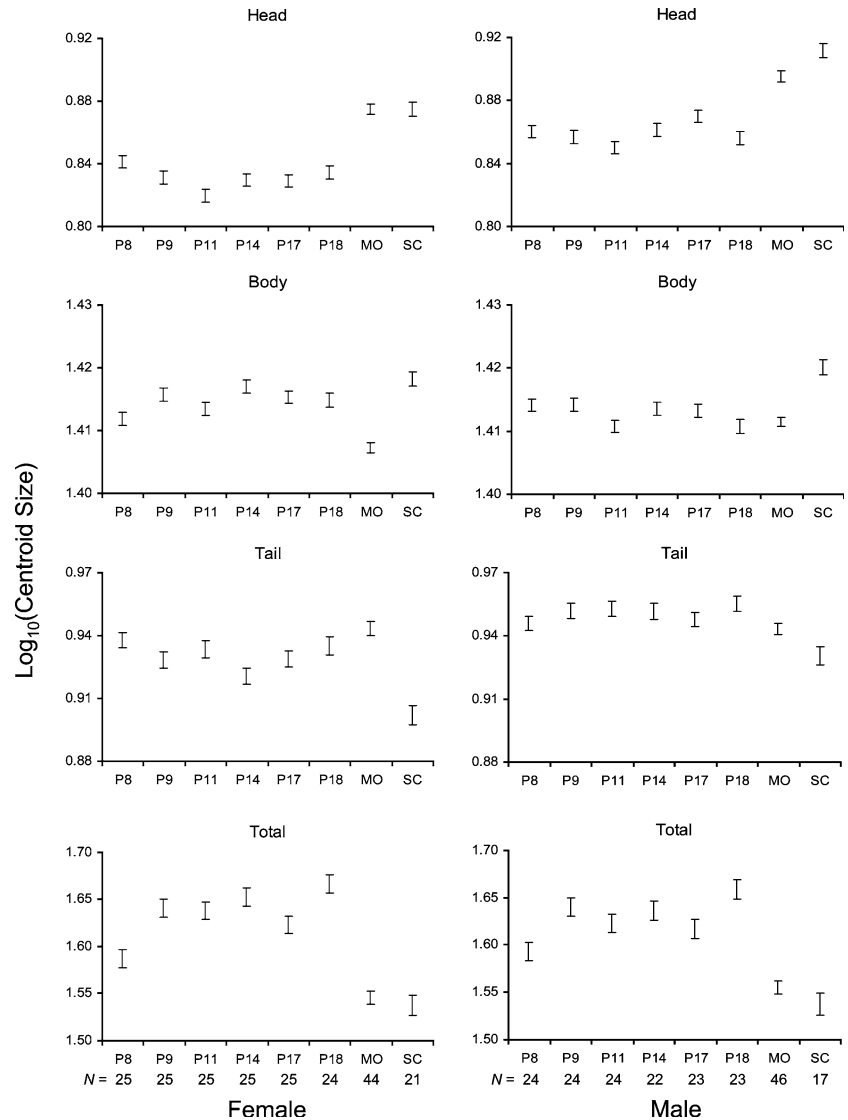 Head
Head
0.92
0.88
0.84
0.80
P8 P9 P11 P14 P17 P18 MO SC
0.92
0.88
0.84
0.80
P8 P9 P11 P14 P17 P18 MO SC
Body
Body
1.43
1.42
1.41
1.40
P8 P9 P11 P14 P17 P18 MO SC
1.43
1.42
1.41
1.40
P8 P9 P11 P14 P17 P18 MO SC
Log10(Centroid Size)
Tail
Tail
0.97
0.94
0.91
0.88
P8 P9 P11 P14 P17 P18 MO SC
0.97
0.94
0.91
0.88
P8 P9 P11 P14 P17 P18 MO SC
Total
Total
1.70
1.65
1.60
1.55
1.50
P8 P9 P11 P14 P17 P18 MO SC
N = 25 25 25 25 25 24 44 21
Female
1.70
1.65
1.60
1.55
1.50
P8 P9 P11 P14 P17 P18 MO SC
N = 24 24 24 22 23 23 46 17
Male